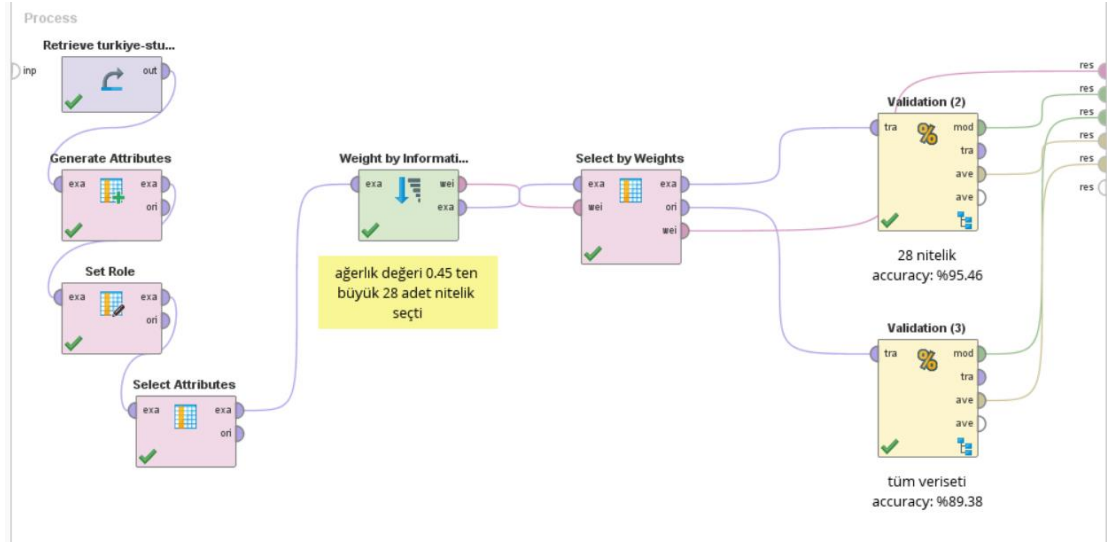 Process
inp
Retrieve turkiye-stu...
out
Generate Attributes
exa
exa
ori
Set Role
exa
exa
ori
Select Attributes
exa
exa
ori
Weight by Informati...
exa
wei
exa
ağerlık değeri 0.45 ten
büyük 28 adet nitelik
seçti
Select by Weights
exa
wei
exa
ori
wei
Validation (2)
tra
mod
tra
ave
ave
28 nitelik
accuracy: %95.46
Validation (3)
tra
mod
tra
ave
ave
tüm veriseti
accuracy: %89.38
res
res
res
res
res
res